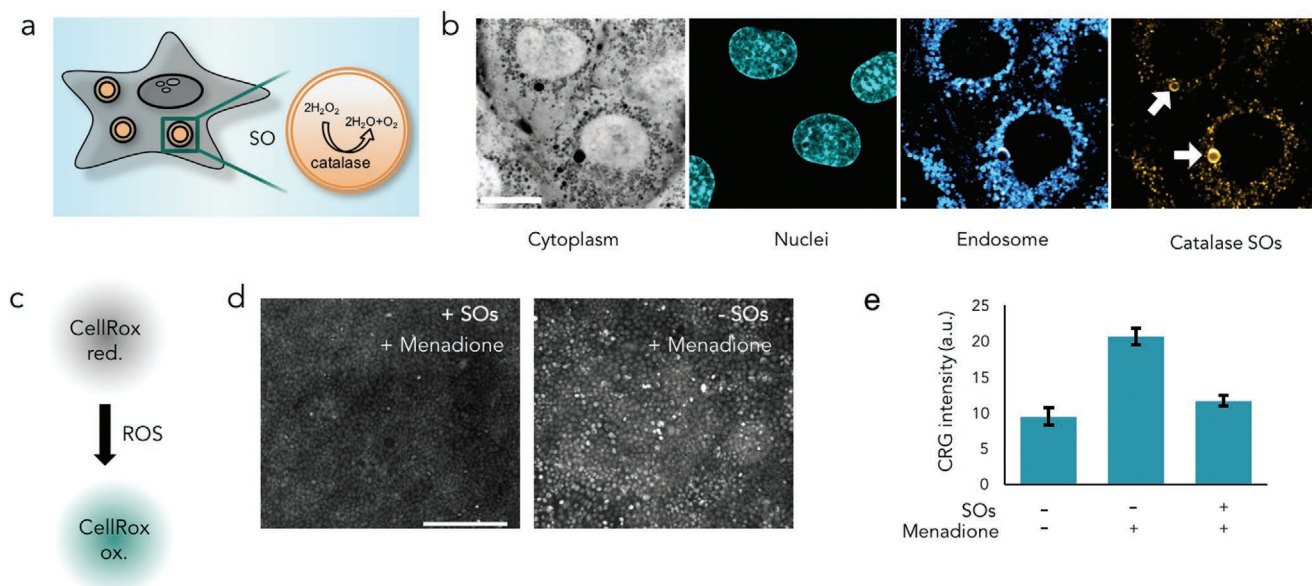 a
SO
2H₂O₂
2H₂O+O₂
catalase
b
Cytoplasm
Nuclei
Endosome
Catalase SOs
c
CellRox
red.
ROS
CellRox
ox.
d
+ SOs
+ Menadione
- SOs
+ Menadione
e
CRG intensity (a.u.)
25
20
15
10
5
0
SOs - - +
Menadione - + +